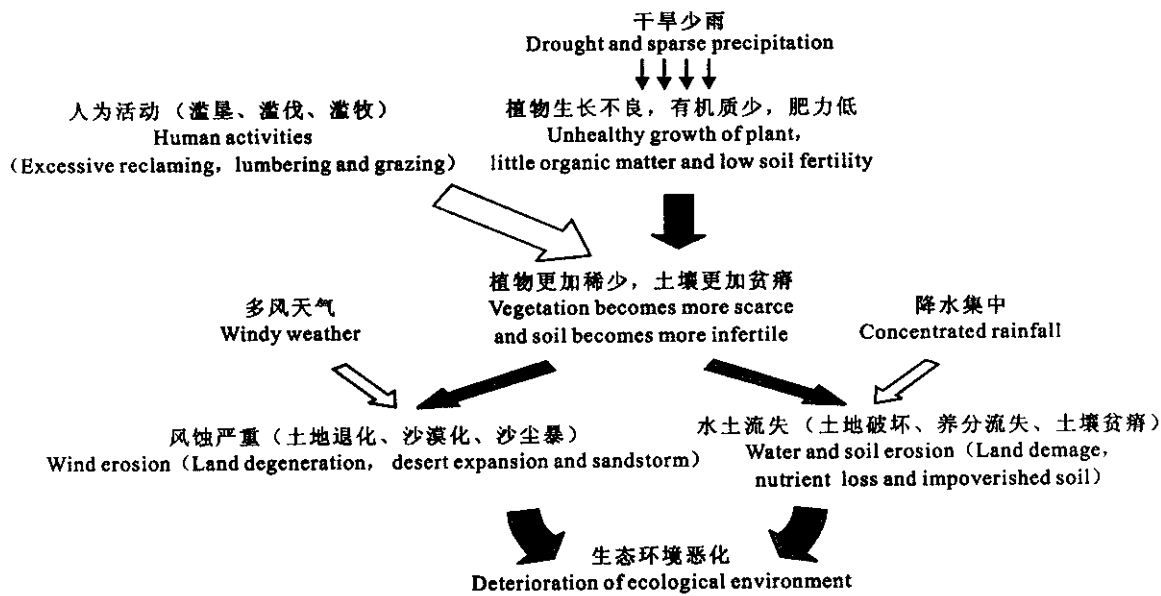 干旱少雨
Drought and sparse precipitation
人为活动（滥垦、滥伐、滥牧）
Human activities
（Excessive reclaming, lumbering and grazing）
植物生长不良，有机质少，肥力低
Unhealthy growth of plant,
little organic matter and low soil fertility
植物更加稀少，土壤更加贫瘠
Vegetation becomes more scarce
and soil becomes more infertile
多风天气
Windy weather
降水集中
Concentrated rainfall
风蚀严重（土地退化、沙漠化、沙尘暴）
Wind erosion（Land degeneration, desert expansion and sandstorm）
水土流失（土地破坏、养分流失、土壤贫瘠）
Water and soil erosion（Land demage,
nutrient loss and impoverished soil）
生态环境恶化
Deterioration of ecological environment